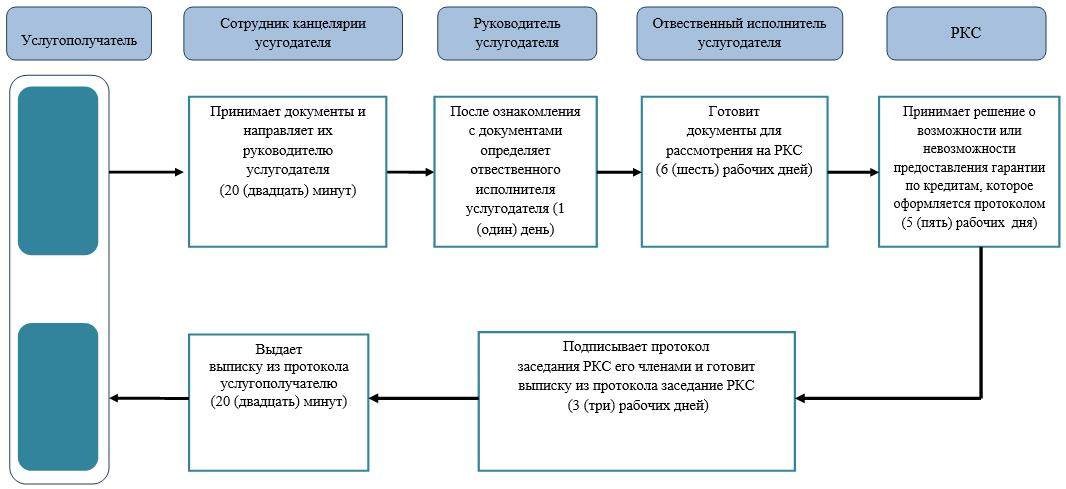 Услугополучатель
Сотрудник канцелярии
усугодателя
Руководитель
услугодателя
Отвественный исполнитель
услугодателя
РКС
Принимает документы и
направляет их
руководителю
услугодателя
(20 (двадцать) минут)
После ознакомления
с документами
определяет
отвественного
исполнителя
услугодателя (1
(один) день)
Готовит
документы для
рассмотрения на РКС
(6 (шесть) рабочих дней)
Принимает решение о
возможности или
невозможности
предоставления гарантии
по кредитам, которое
оформляется протоколом
(5 (пять) рабочих дня)
Выдает
выписку из протокола
услугополучателю
(20 (двадцать) минут)
Подписывает протокол
заседания РКС его членами и готовит
выписку из протокола заседание РКС
(3 (три) рабочих дней)